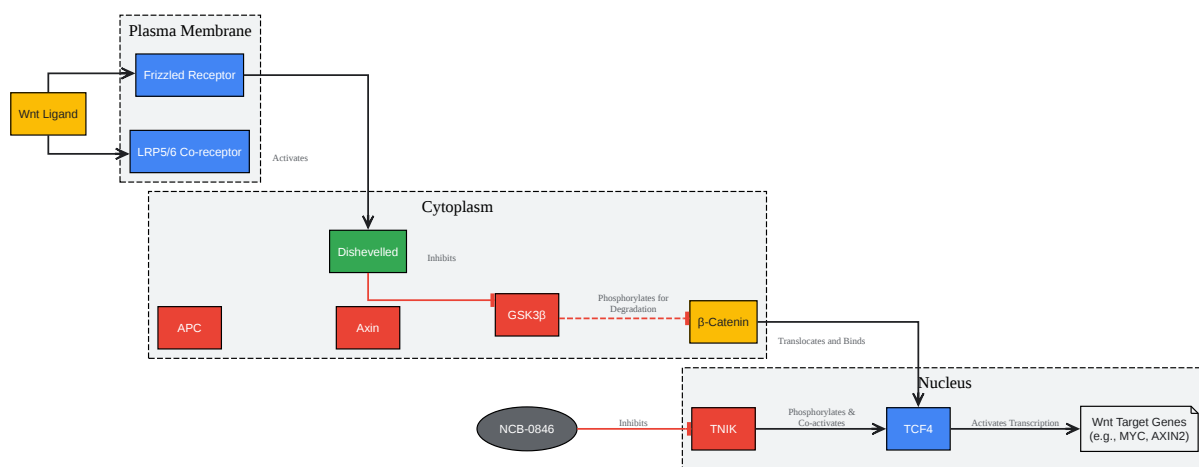 Plasma Membrane
Frizzled Receptor
Wnt Ligand
LRP5/6 Co-receptor
Activates
Cytoplasm
Dishevelled
Inhibits
Phosphorylates for
Degradation
GSK3β
β-Catenin
APC
Axin
Translocates and Binds
Nucleus
NCB-0846
Inhibits
TNIK
Phosphorylates &
Co-activates
TCF4
Activates Transcription
Wnt Target Genes
(e.g., MYC, AXIN2)